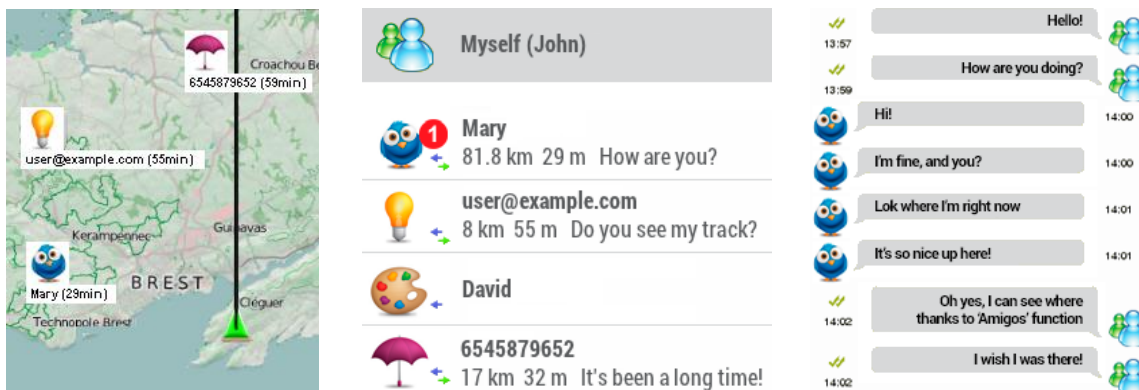 Croachou Be
6545879652 (59min)
user@example.com (55min)
Guipavas
Kerampennec
Mary (29min)
BREST
Cléguer
Technopole Brest
Myself (John)
1
Mary
81.8 km 29 m How are you?
user@example.com
8 km 55 m Do you see my track?
David
6545879652
17 km 32 m It's been a long time!
Hello!
13:57
How are you doing?
13:59
Hi!
14:00
I'm fine, and you?
14:00
Lok where I'm right now
14:01
It's so nice up here!
14:01
Oh yes, I can see where
thanks to 'Amigos' function
14:02
I wish I was there!
14:02